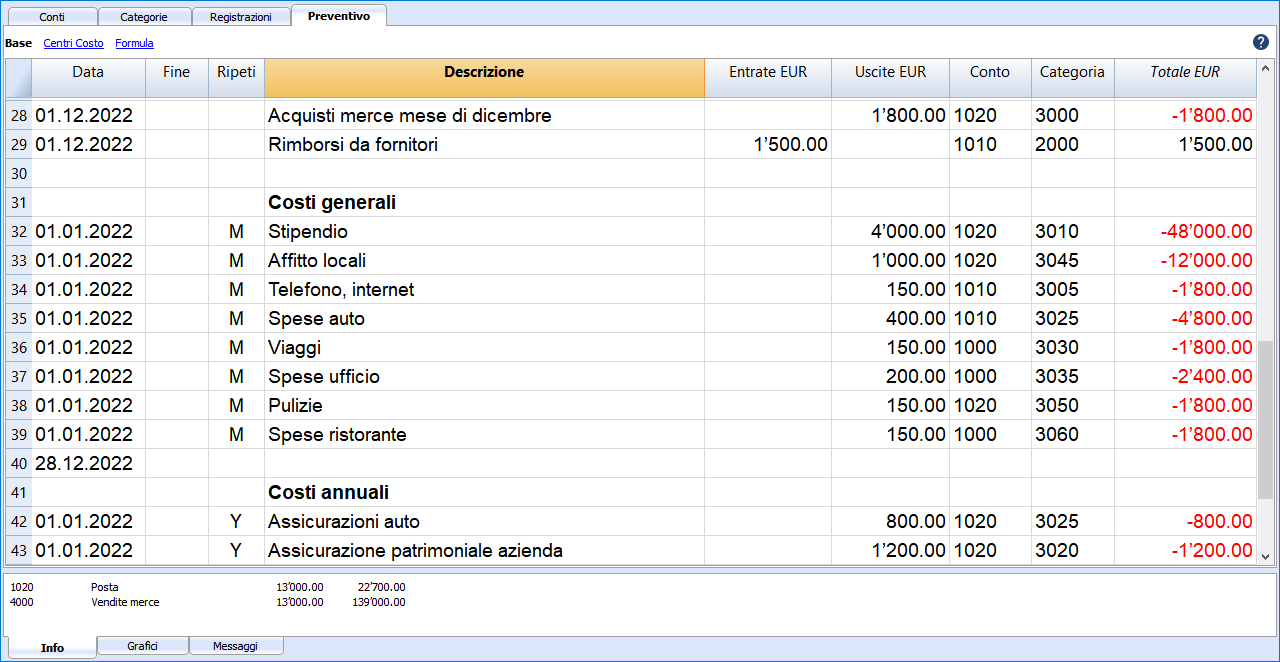 Conti Categorie Registrazioni Preventivo
Base Centri Costo Formula ?
Data Fine Ripeti Descrizione Entrate EUR Uscite EUR Conto Categoria Totale EUR
28 01.12.2022 Acquisti merce mese di dicembre 1’800.00 1020 3000 -1’800.00
29 01.12.2022 Rimborsi da fornitori 1’500.00 1010 2000 1’500.00
30
31 Costi generali
32 01.01.2022 M Stipendio 4’000.00 1020 3010 -48’000.00
33 01.01.2022 M Affitto locali 1’000.00 1020 3045 -12’000.00
34 01.01.2022 M Telefono, internet 150.00 1010 3005 -1’800.00
35 01.01.2022 M Spese auto 400.00 1010 3025 -4’800.00
36 01.01.2022 M Viaggi 150.00 1000 3030 -1’800.00
37 01.01.2022 M Spese ufficio 200.00 1000 3035 -2’400.00
38 01.01.2022 M Pulizie 150.00 1020 3050 -1’800.00
39 01.01.2022 M Spese ristorante 150.00 1000 3060 -1’800.00
40 28.12.2022
41 Costi annuali
42 01.01.2022 Y Assicurazioni auto 800.00 1020 3025 -800.00
43 01.01.2022 Y Assicurazione patrimoniale azienda 1’200.00 1020 3020 -1’200.00
1020 Posta 13’000.00 22’700.00
4000 Vendite merce 13’000.00 139’000.00
Info Grafici Messaggi